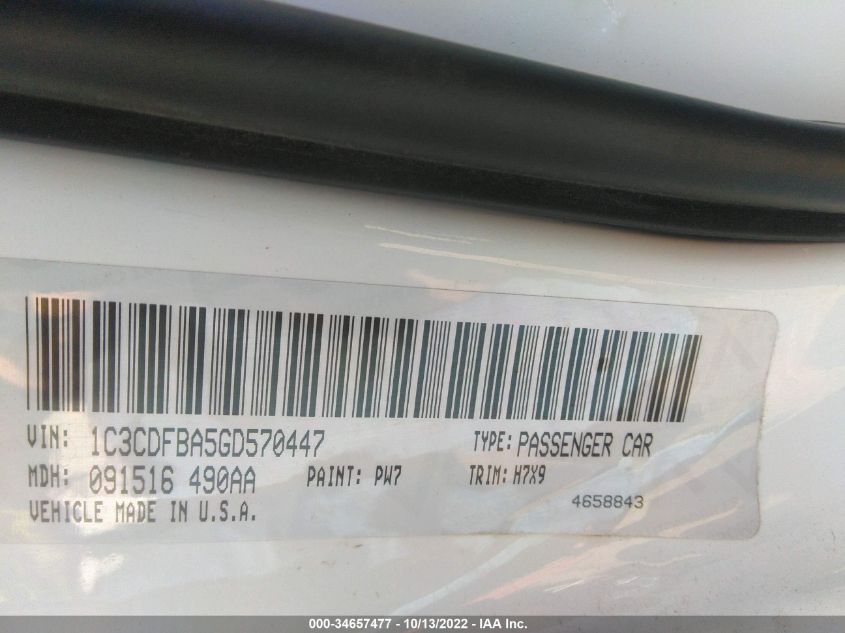 VIN: 1C3CDFBA5GD570447 TYPE: PASSENGER CAR
MDH: 091516 490AA PAINT: PW7 TRIM: H7X9
VEHICLE MADE IN U.S.A. 4658843
000-34657477 - 10/13/2022 - IAA Inc.